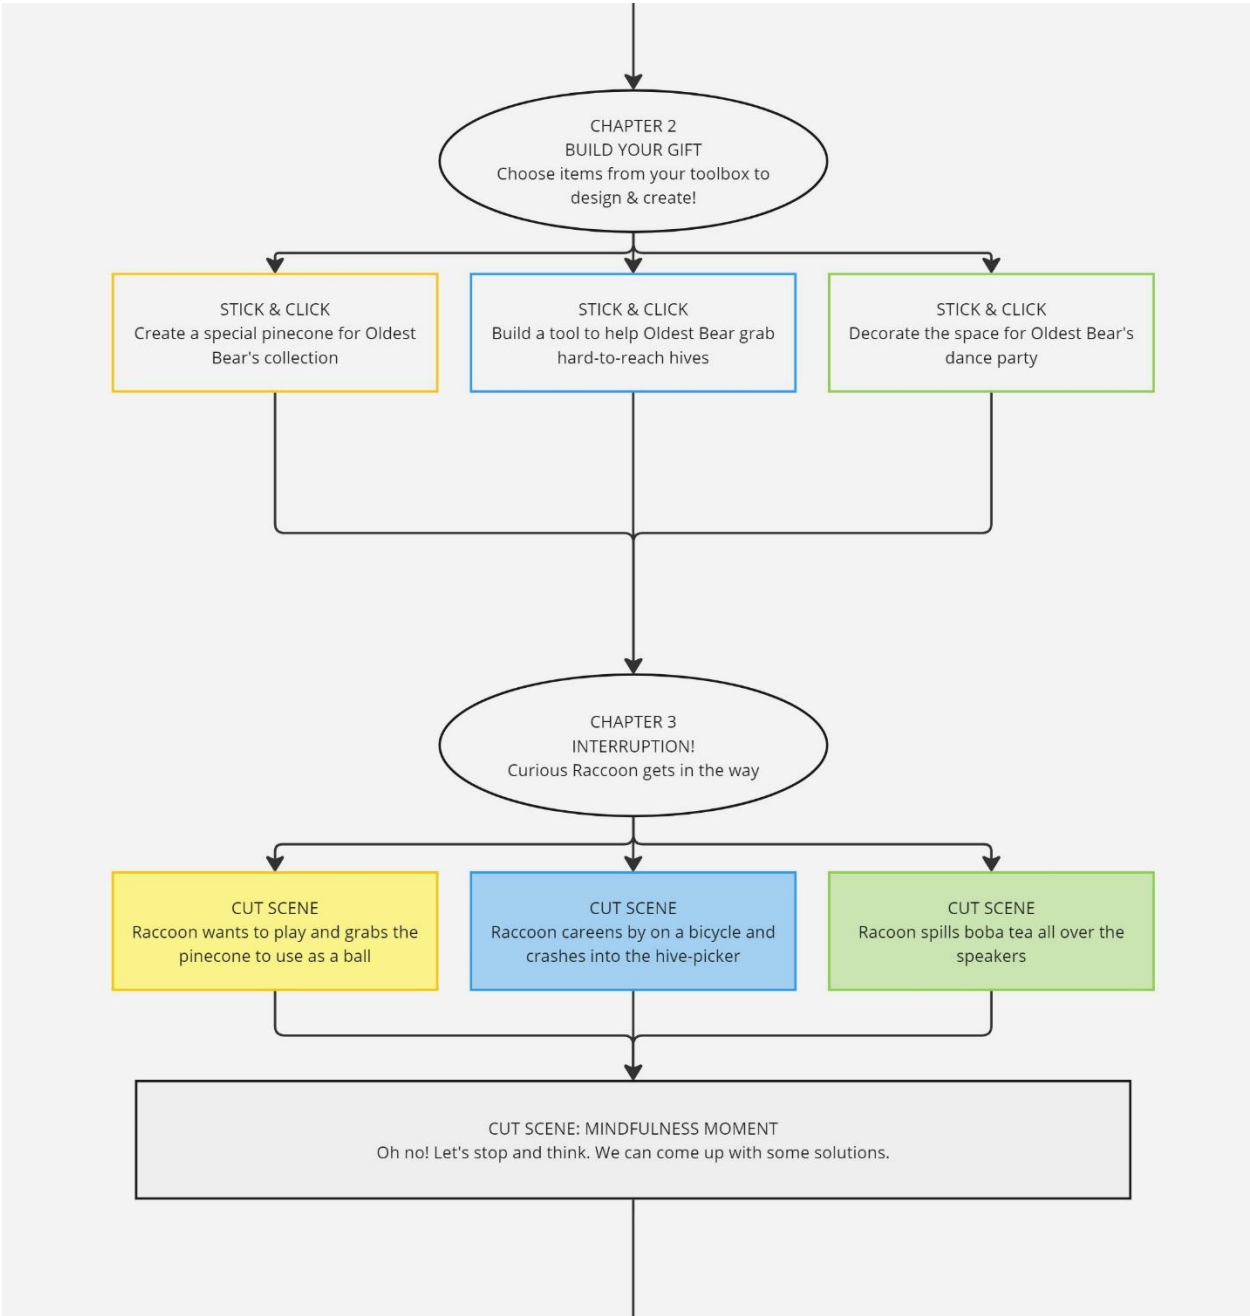 CHAPTER 2
BUILD YOUR GIFT
Choose items from your toolbox to
design & create!
STICK & CLICK
Create a special pinecone for Oldest
Bear's collection
STICK & CLICK
Build a tool to help Oldest Bear grab
hard-to-reach hives
STICK & CLICK
Decorate the space for Oldest Bear's
dance party
CHAPTER 3
INTERRUPTION!
Curious Raccoon gets in the way
CUT SCENE
Raccoon wants to play and grabs the
pinecone to use as a ball
CUT SCENE
Raccoon careens by on a bicycle and
crashes into the hive-picker
CUT SCENE
Racoon spills boba tea all over the
speakers
CUT SCENE: MINDFULNESS MOMENT
Oh no! Let's stop and think. We can come up with some solutions.